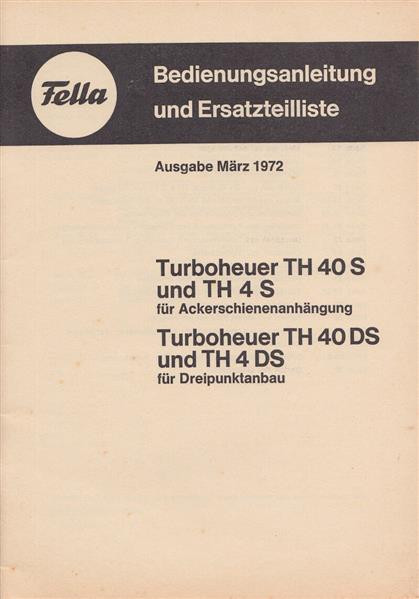 Fella
Bedienungsanleitung
und Ersatzteilliste
Ausgabe März 1972
Turboheuer TH 40 S
und TH 4 S
für Ackerschienenanhängung
Turboheuer TH 40 DS
und TH 4 DS
für Dreipunktanbau